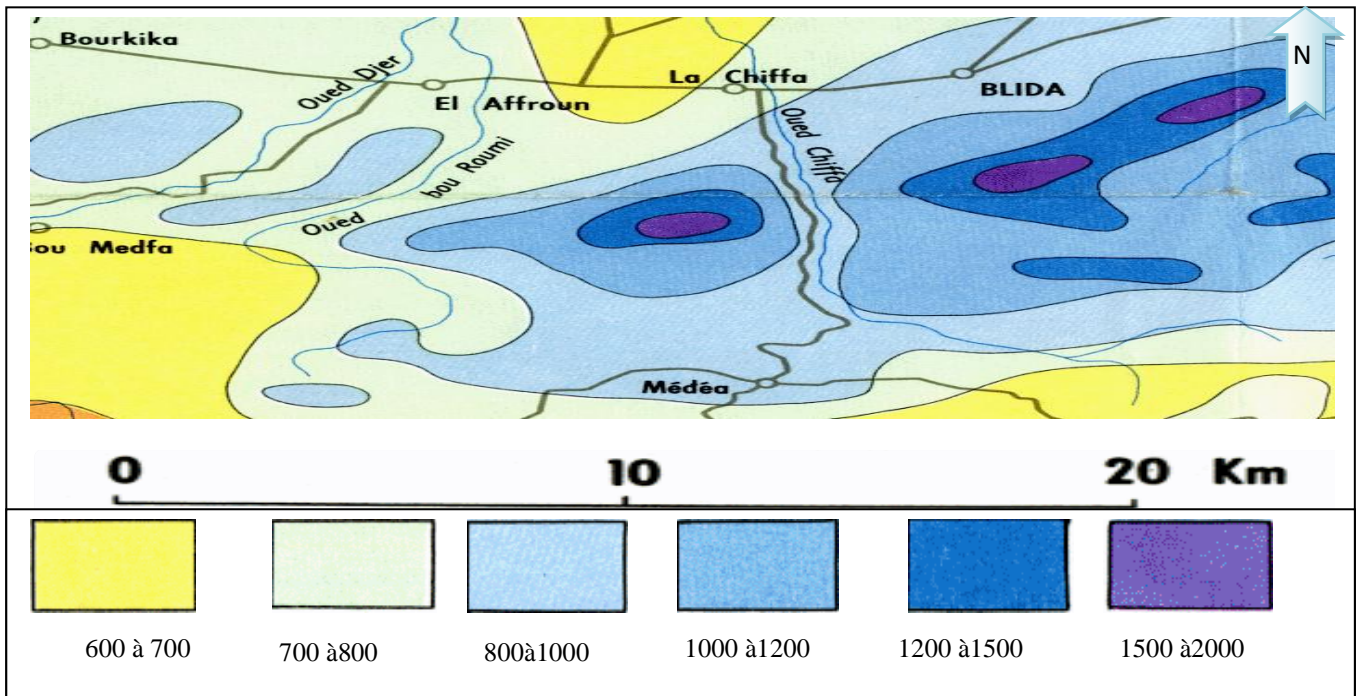 Bourkika
N
Oued Djer
El Affroun
La Chiffa
BLIDA
Oued Chiffa
Oued bou Roumi
ou Medfa
Médéa
0 10 20 Km
600 à 700 700 à800 800à1000 1000 à1200 1200 à1500 1500 à2000